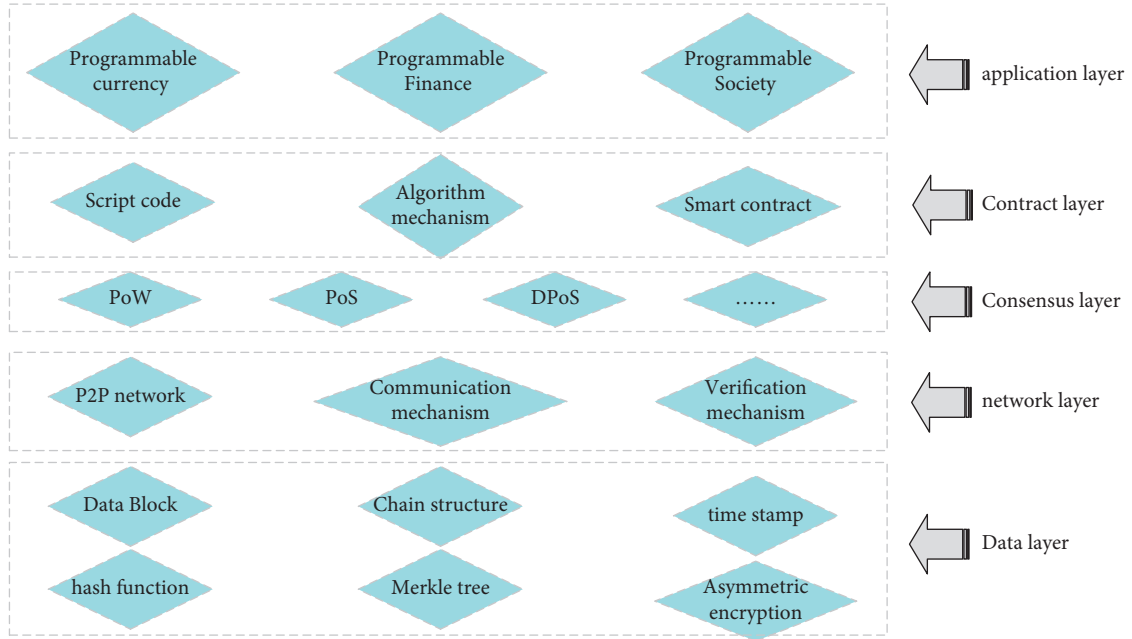 Programmable
currency
Programmable
Finance
Programmable
Society
application layer
Script code
Algorithm
mechanism
Smart contract
Contract layer
PoW
PoS
DPoS
……
Consensus layer
P2P network
Communication
mechanism
Verification
mechanism
network layer
Data Block
Chain structure
time stamp
hash function
Merkle tree
Asymmetric
encryption
Data layer